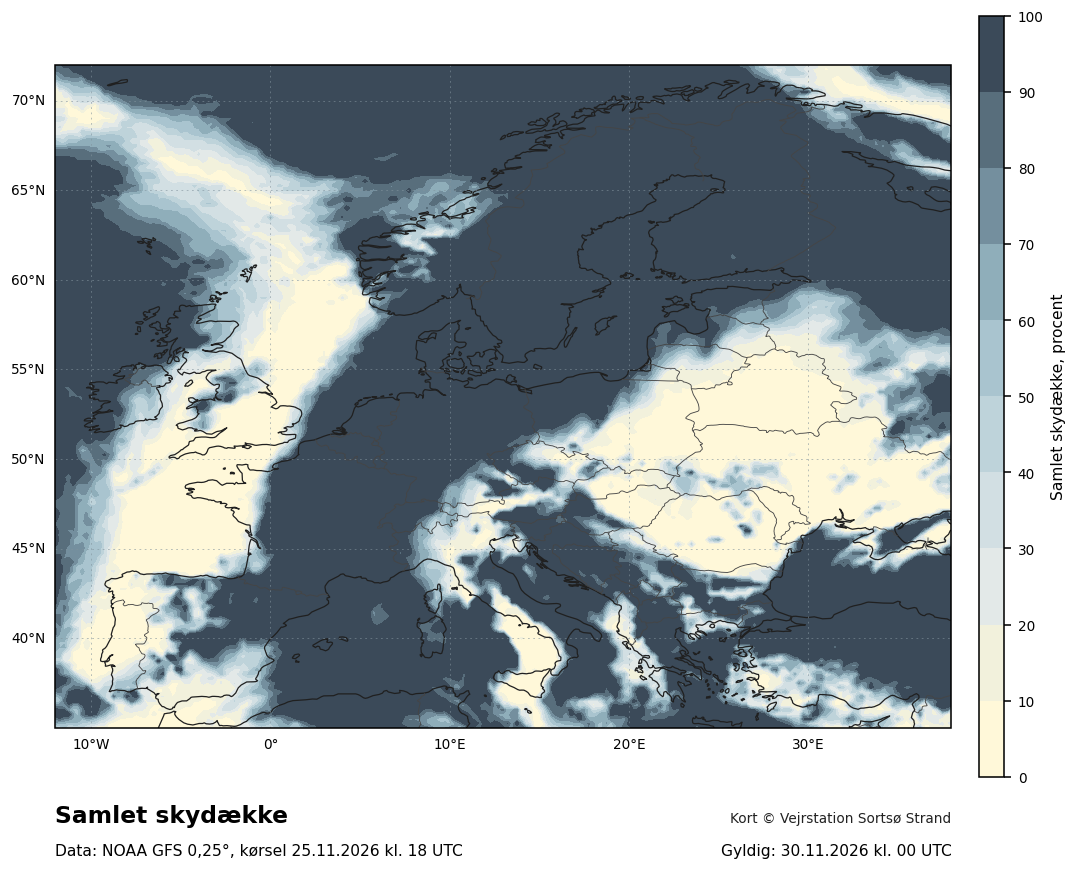 100
90
80
70
60
50
40
30
20
10
0
Samlet skydække, procent
70°N
65°N
60°N
55°N
50°N
45°N
40°N
10°W
0°
10°E
20°E
30°E
Samlet skydække
Kort © Vejrstation Sortsø Strand
Data: NOAA GFS 0,25°, kørsel 25.11.2026 kl. 18 UTC
Gyldig: 30.11.2026 kl. 00 UTC